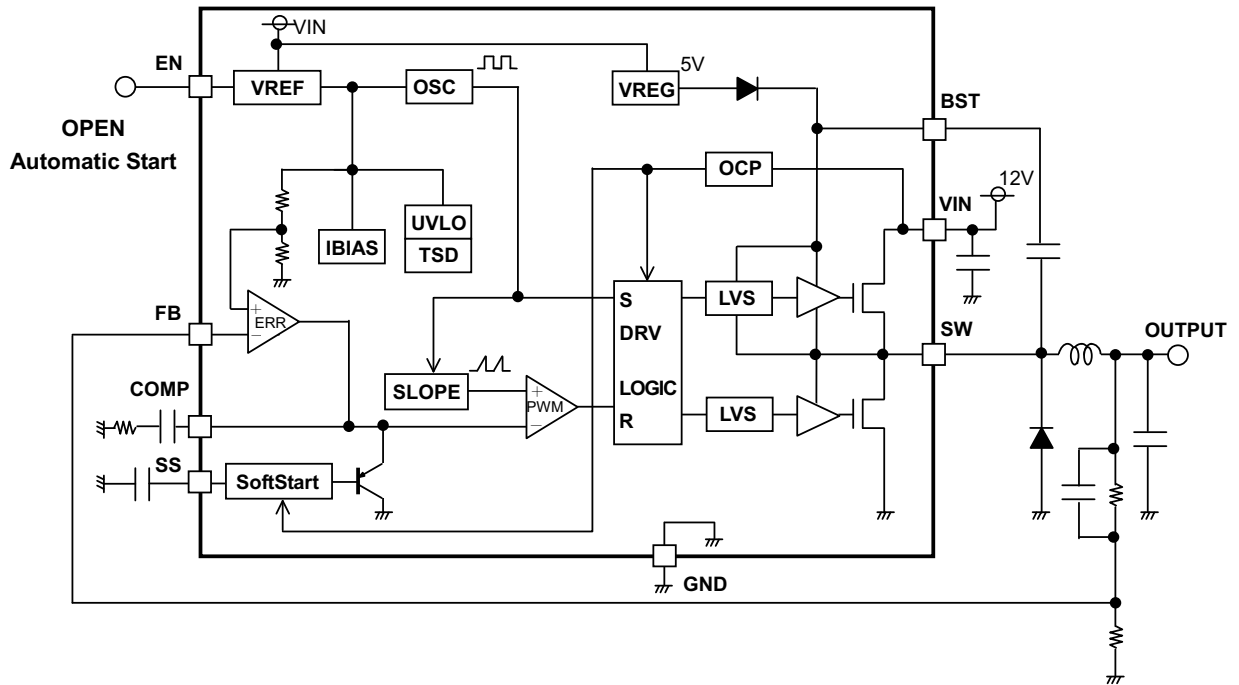 VIN
EN
VREF
OSC
VREG
5V
BST
OPEN
Automatic Start
OCP
12V
VIN
UVLO
TSD
IBIAS
LVS
S
DRV
LOGIC
R
FB
+
ERR
−
SW
OUTPUT
COMP
SLOPE
+
PWM
−
LVS
SS
SoftStart
GND